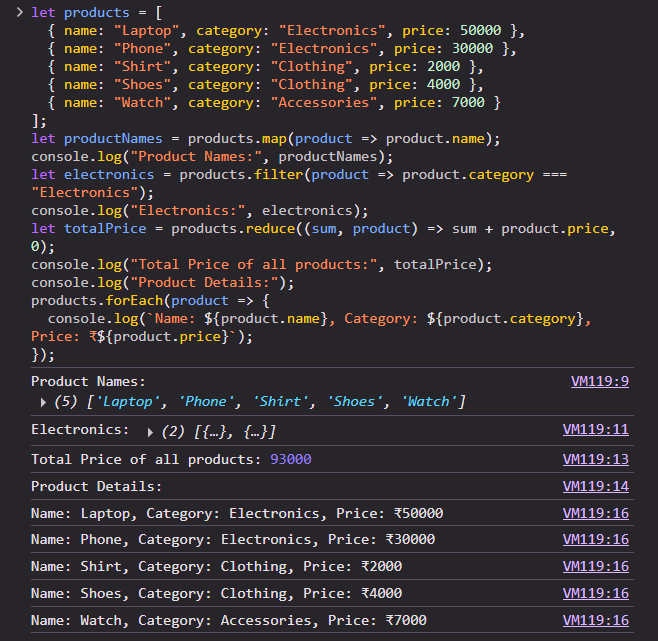 let products = [
  { name: "Laptop", category: "Electronics", price: 50000 },
  { name: "Phone", category: "Electronics", price: 30000 },
  { name: "Shirt", category: "Clothing", price: 2000 },
  { name: "Shoes", category: "Clothing", price: 4000 },
  { name: "Watch", category: "Accessories", price: 7000 }
];
let productNames = products.map(product => product.name);
console.log("Product Names:", productNames);
let electronics = products.filter(product => product.category ===
"Electronics");
console.log("Electronics:", electronics);
let totalPrice = products.reduce((sum, product) => sum + product.price,
0);
console.log("Total Price of all products:", totalPrice);
console.log("Product Details:");
products.forEach(product => {
  console.log(`Name: ${product.name}, Category: ${product.category},
Price: ₹${product.price}`);
});
Product Names: VM119:9
(5) ['Laptop', 'Phone', 'Shirt', 'Shoes', 'Watch']
Electronics: (2) [{…}, {…}] VM119:11
Total Price of all products: 93000 VM119:13
Product Details: VM119:14
Name: Laptop, Category: Electronics, Price: ₹50000 VM119:16
Name: Phone, Category: Electronics, Price: ₹30000 VM119:16
Name: Shirt, Category: Clothing, Price: ₹2000 VM119:16
Name: Shoes, Category: Clothing, Price: ₹4000 VM119:16
Name: Watch, Category: Accessories, Price: ₹7000 VM119:16